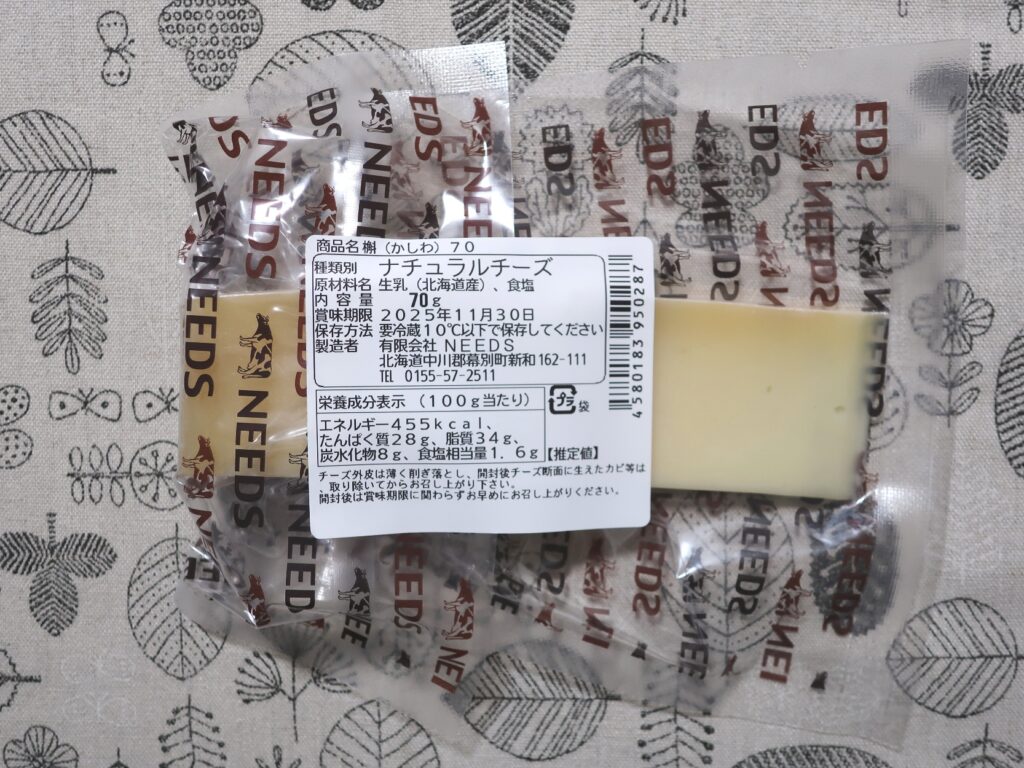 商品名 槲（かしわ）７０
種類別 ナチュラルチーズ
原材料名 生乳（北海道産）、食塩
内容量 70ｇ
賞味期限 ２０２５年１１月３０日
保存方法 要冷蔵１０℃以下で保存してください
製造者 有限会社 ＮＥＥＤＳ
北海道中川郡幕別町新和162-111
TEL 0155-57-2511
栄養成分表示 （100ｇ当たり）
プラ 袋
エネルギー４５５ｋｃａｌ、
たんぱく質２８ｇ、脂質３４ｇ、
炭水化物８ｇ、食塩相当量１．６ｇ【推定値】
チーズ外皮は薄く削ぎ落とし、開封後チーズ断面に生えたカビ等は
、取り除いてからお召し上がり下さい。
開封後は賞味期限に関わらずお早めにお召し上がりください。
4580183950287
NEEDS
NEEDS
NEEDS
NEEDS
NEEDS
NEEDS
NEEDS